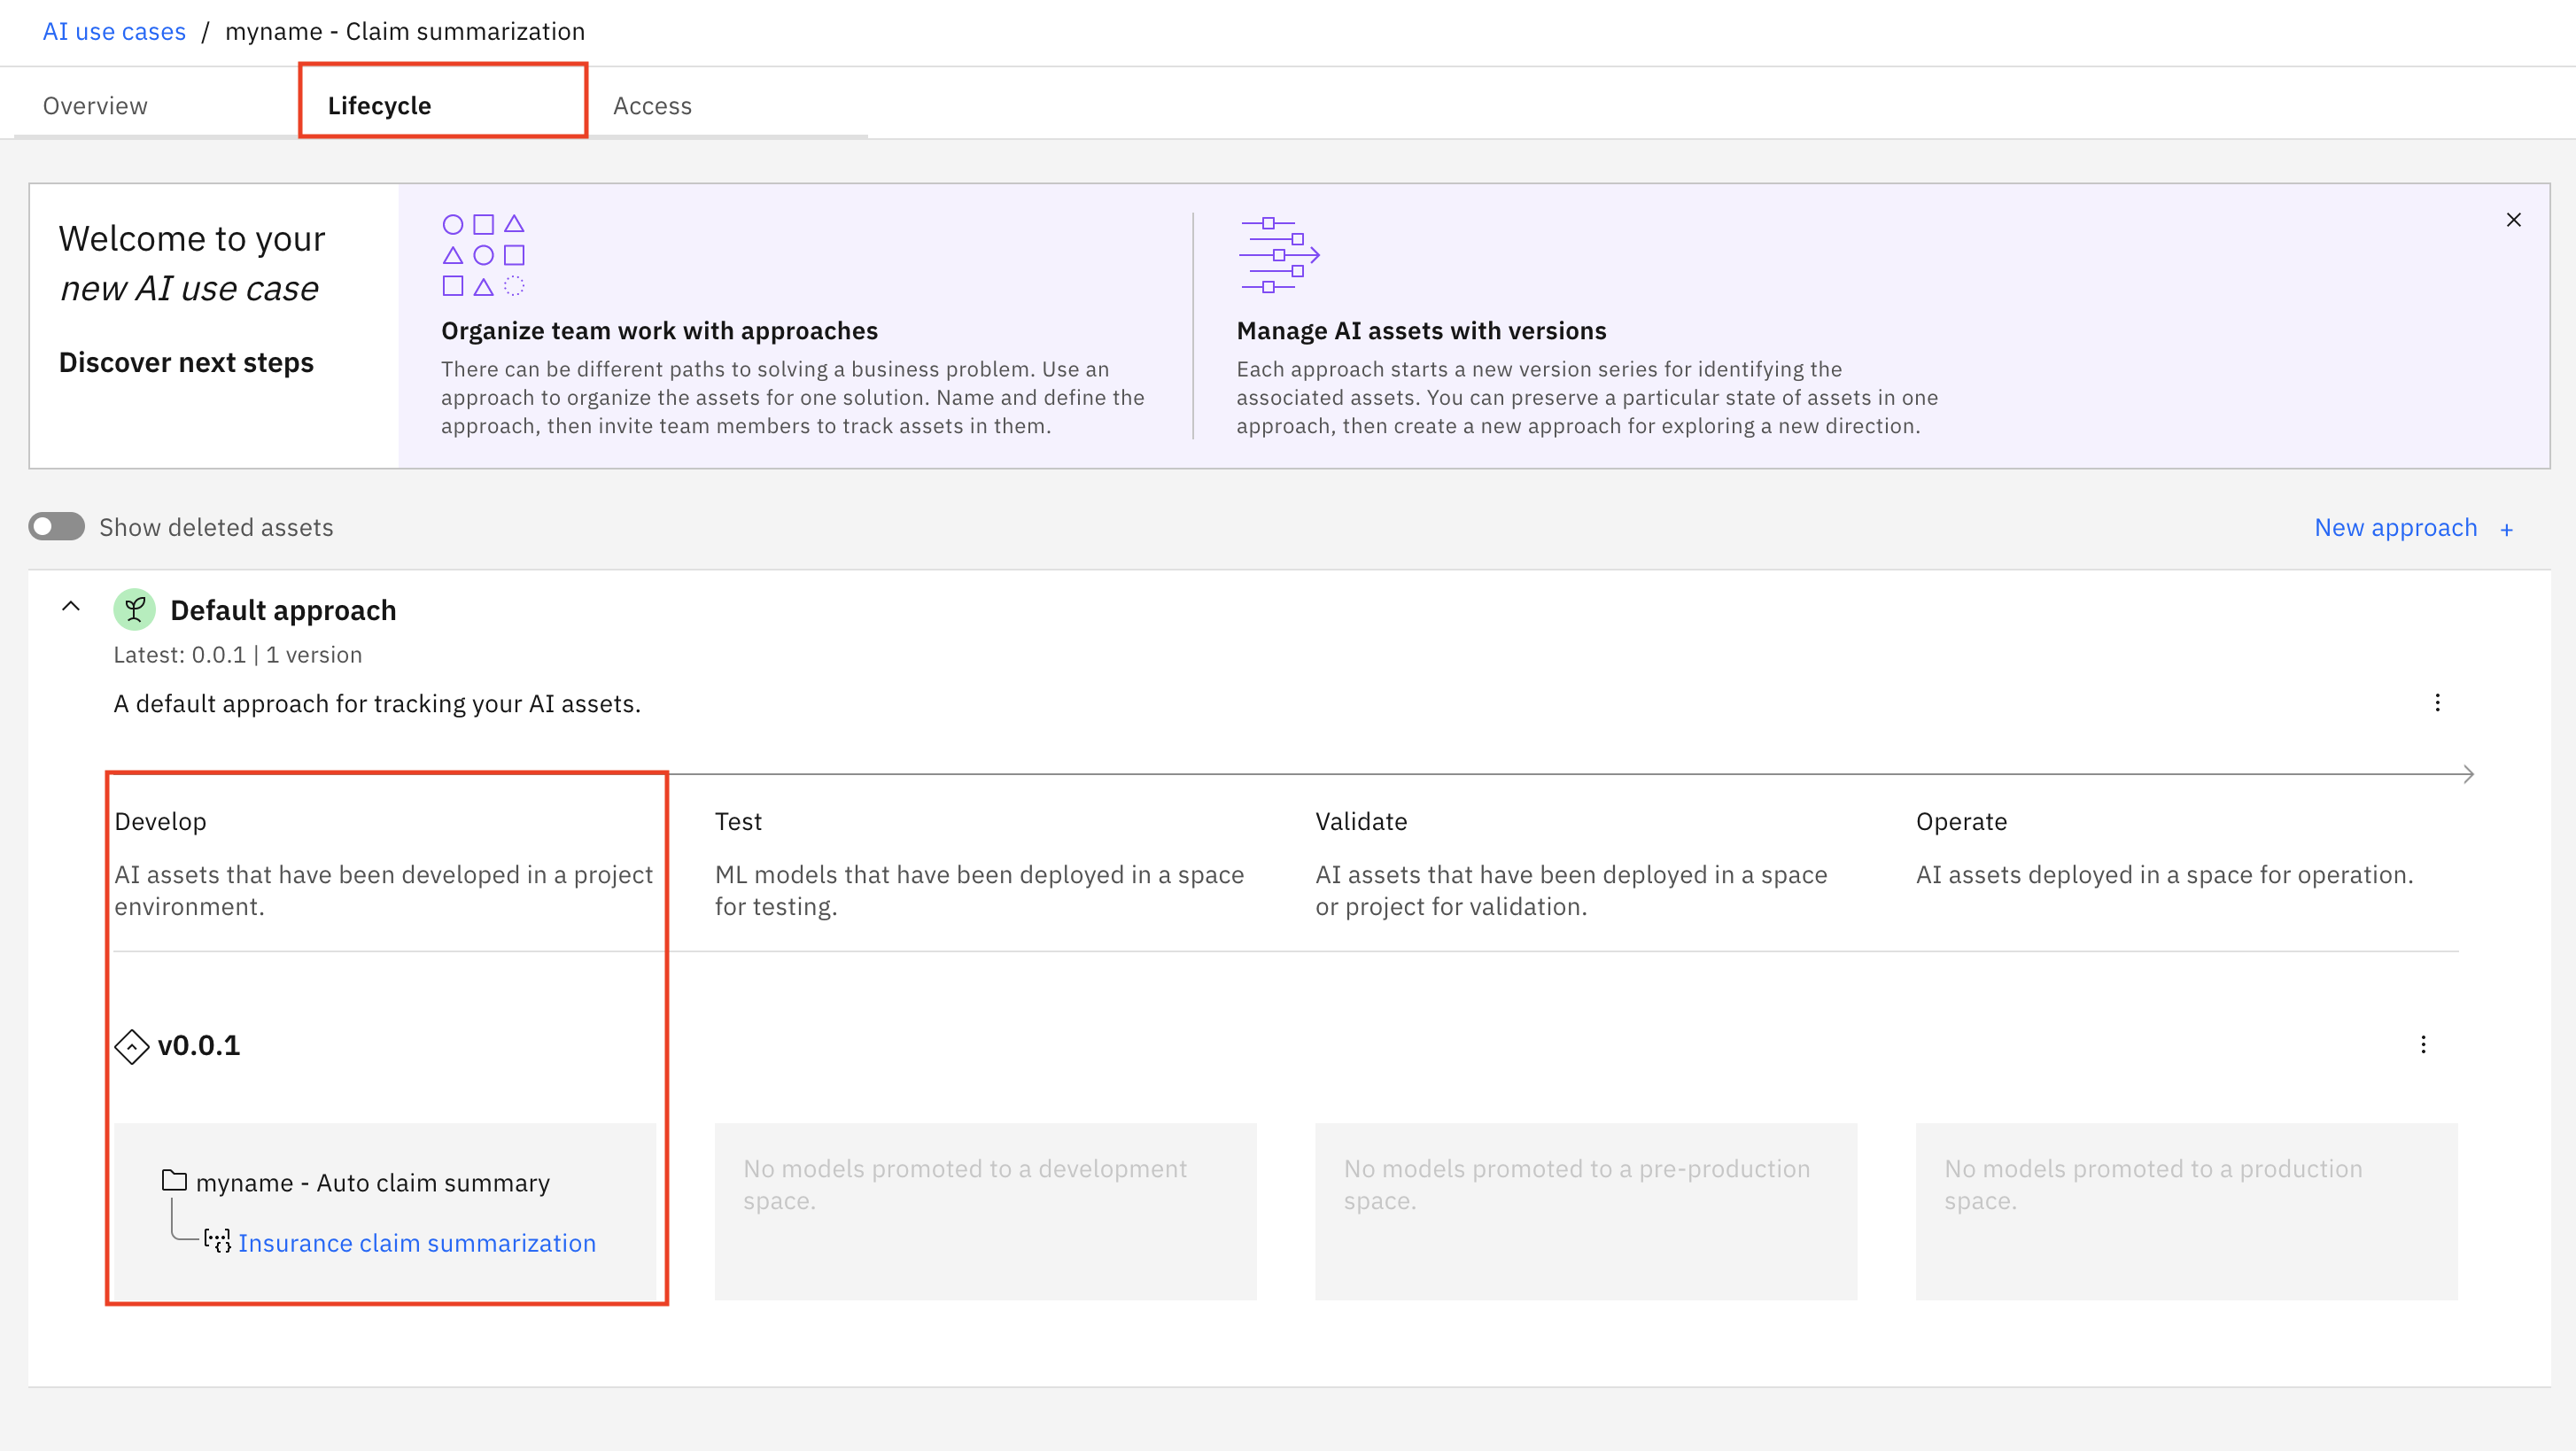 AI use cases / myname - Claim summarization
Overview
Lifecycle
Access
Welcome to your
new AI use case
Discover next steps
Organize team work with approaches
There can be different paths to solving a business problem. Use an
approach to organize the assets for one solution. Name and define the
approach, then invite team members to track assets in them.
Manage AI assets with versions
Each approach starts a new version series for identifying the
associated assets. You can preserve a particular state of assets in one
approach, then create a new approach for exploring a new direction.
Show deleted assets
New approach +
Default approach
Latest: 0.0.1 | 1 version
A default approach for tracking your AI assets.
Develop
AI assets that have been developed in a project
environment.
Test
ML models that have been deployed in a space
for testing.
Validate
AI assets that have been deployed in a space
or project for validation.
Operate
AI assets deployed in a space for operation.
v0.0.1
myname - Auto claim summary
Insurance claim summarization
No models promoted to a development
space.
No models promoted to a pre-production
space.
No models promoted to a production
space.